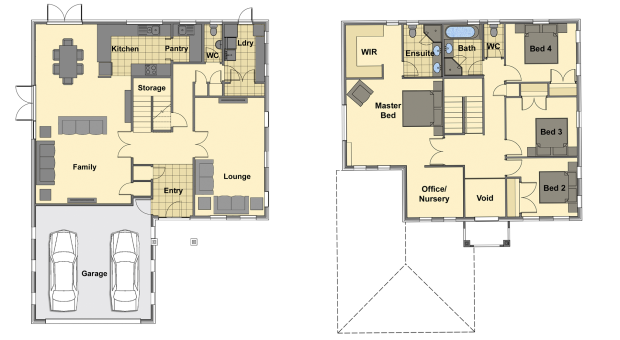 Kitchen
Pantry
WC
Ldry
Storage
Family
Lounge
Entry
Garage
WIR
Ensuite
Bath
WC
Bed 4
Master
Bed
Bed 3
Office/
Nursery
Void
Bed 2